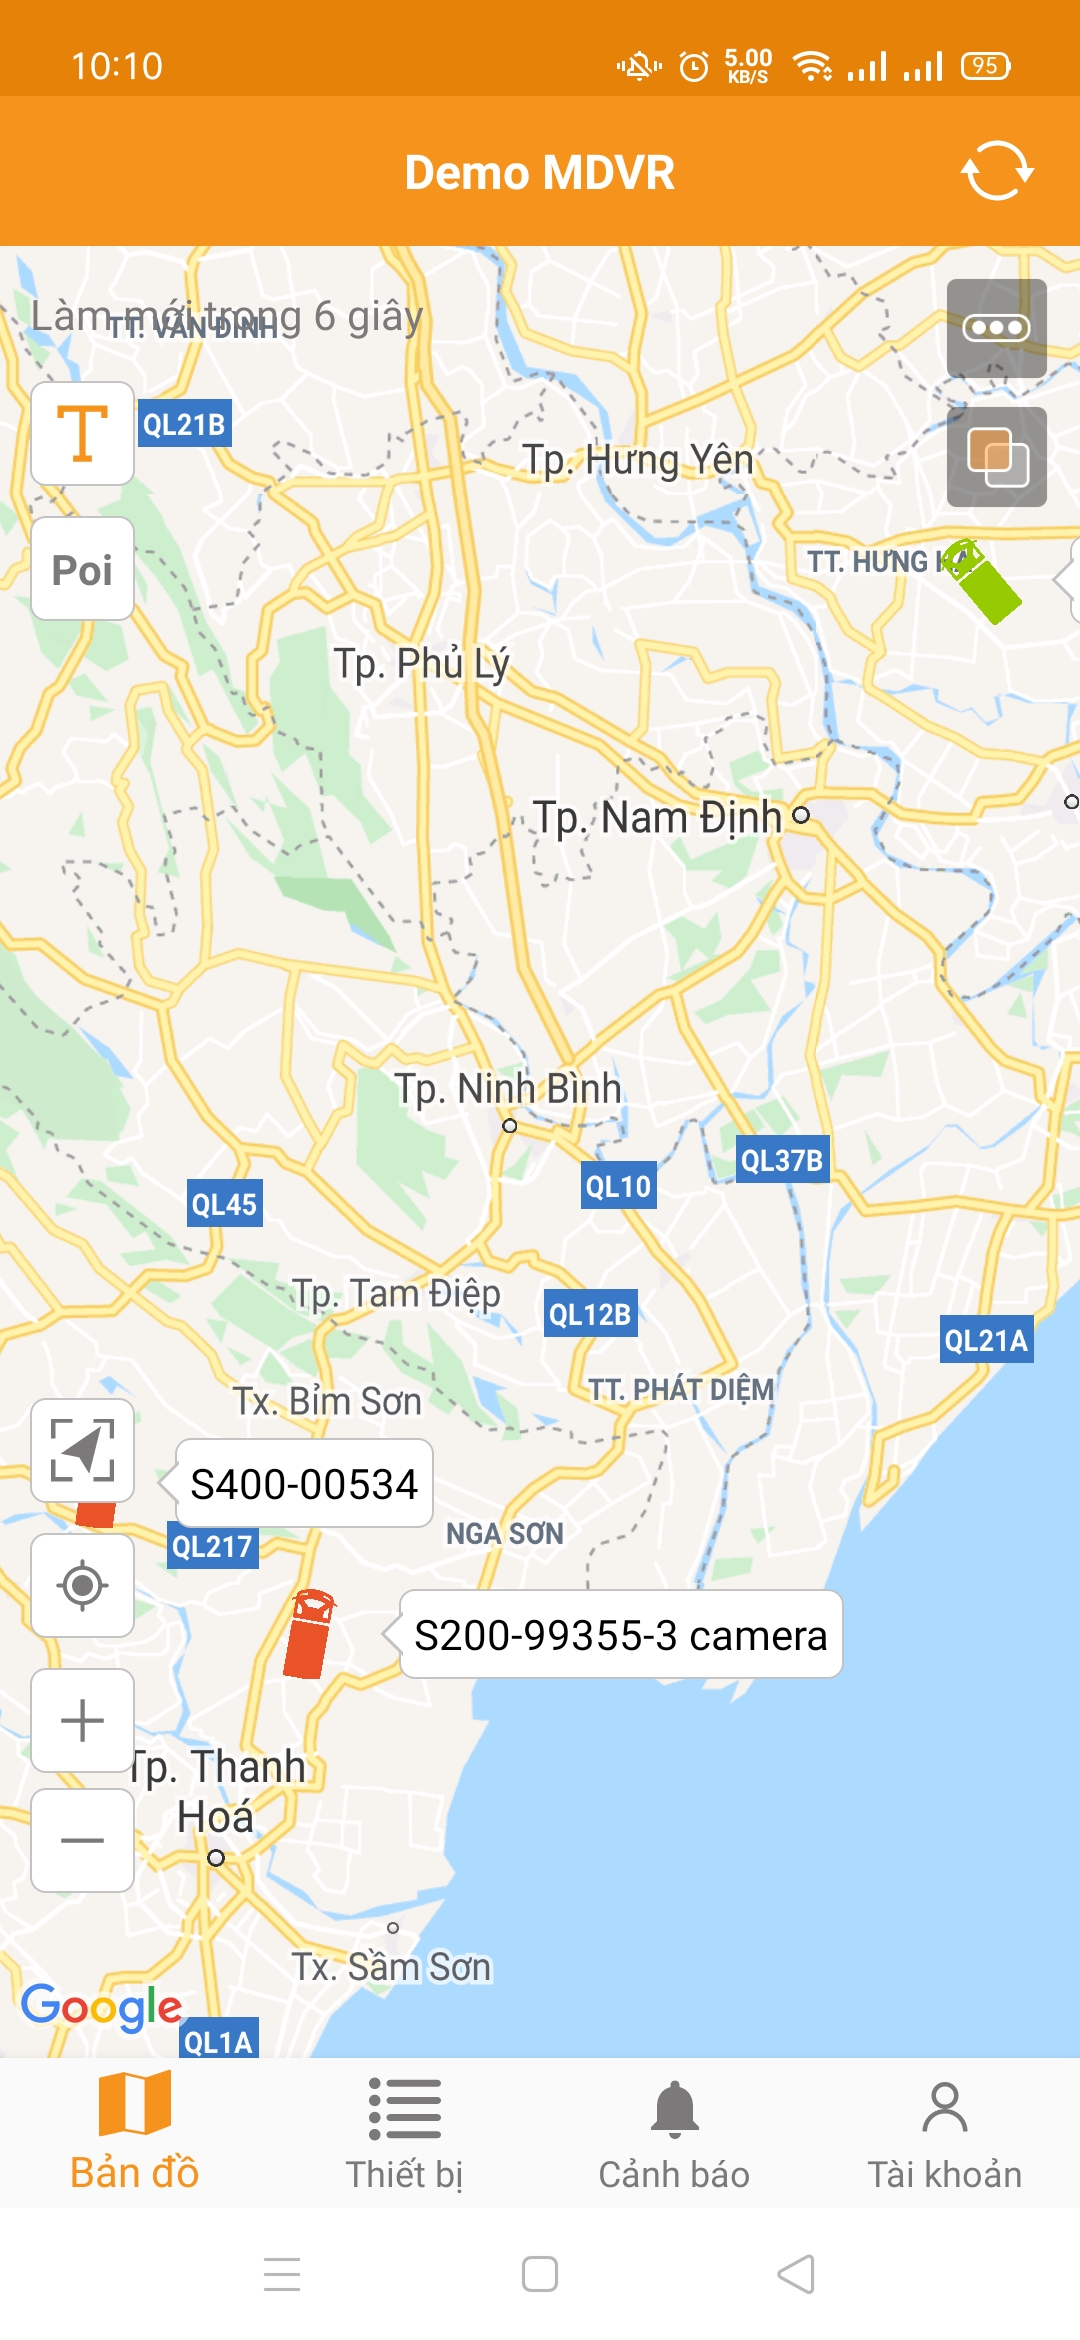 10:10
5.00
KB/S
95
Demo MDVR
Làm mới trong 6 giây
TT. VÂN ĐÌNH
T
QL21B
Tp. Hưng Yên
Poi
TT. HƯNG HÀ
Tp. Phủ Lý
Tp. Nam Định
Tp. Ninh Bình
QL37B
QL10
QL45
Tp. Tam Điệp
QL12B
QL21A
TT. PHÁT DIỆM
Tx. Bỉm Sơn
S400-00534
NGA SƠN
QL217
S200-99355-3 camera
Tp. Thanh
Hoá
Tx. Sầm Sơn
Google
QL1A
Bản đồ
Thiết bị
Cảnh báo
Tài khoản